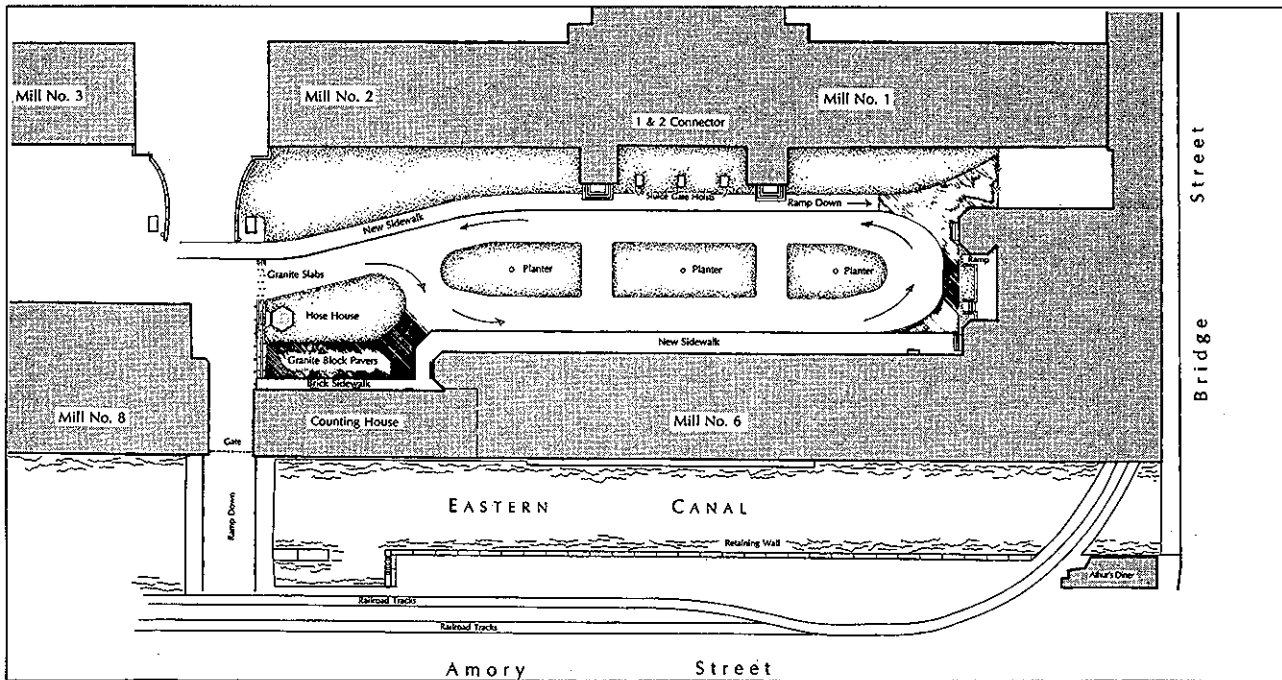 Mill No. 3
Mill No. 2
Mill No. 1
1 & 2 Connector
Sluice Gate Hoists
Ramp Down
New Sidewalk
Granite Slabs
Planter
Planter
Planter
Ramp
Hose House
New Sidewalk
Granite Block Pavers
Brick Sidewalk
Mill No. 8
Counting House
Mill No. 6
Gate
Ramp Down
EASTERN CANAL
Retaining Wall
Railroad Tracks
Railroad Tracks
Athur's Diner
Bridge Street
Amory Street